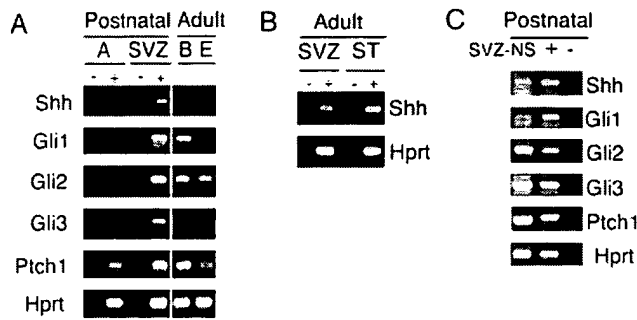 A
Postnatal Adult
A SVZ B E
- + - +
Shh
Gli1
Gli2
Gli3
Ptch1
Hprt
B
Adult
SVZ ST
- + - +
Shh
Hprt
C
Postnatal
SVZ-NS + -
Shh
Gli1
Gli2
Gli3
Ptch1
Hprt